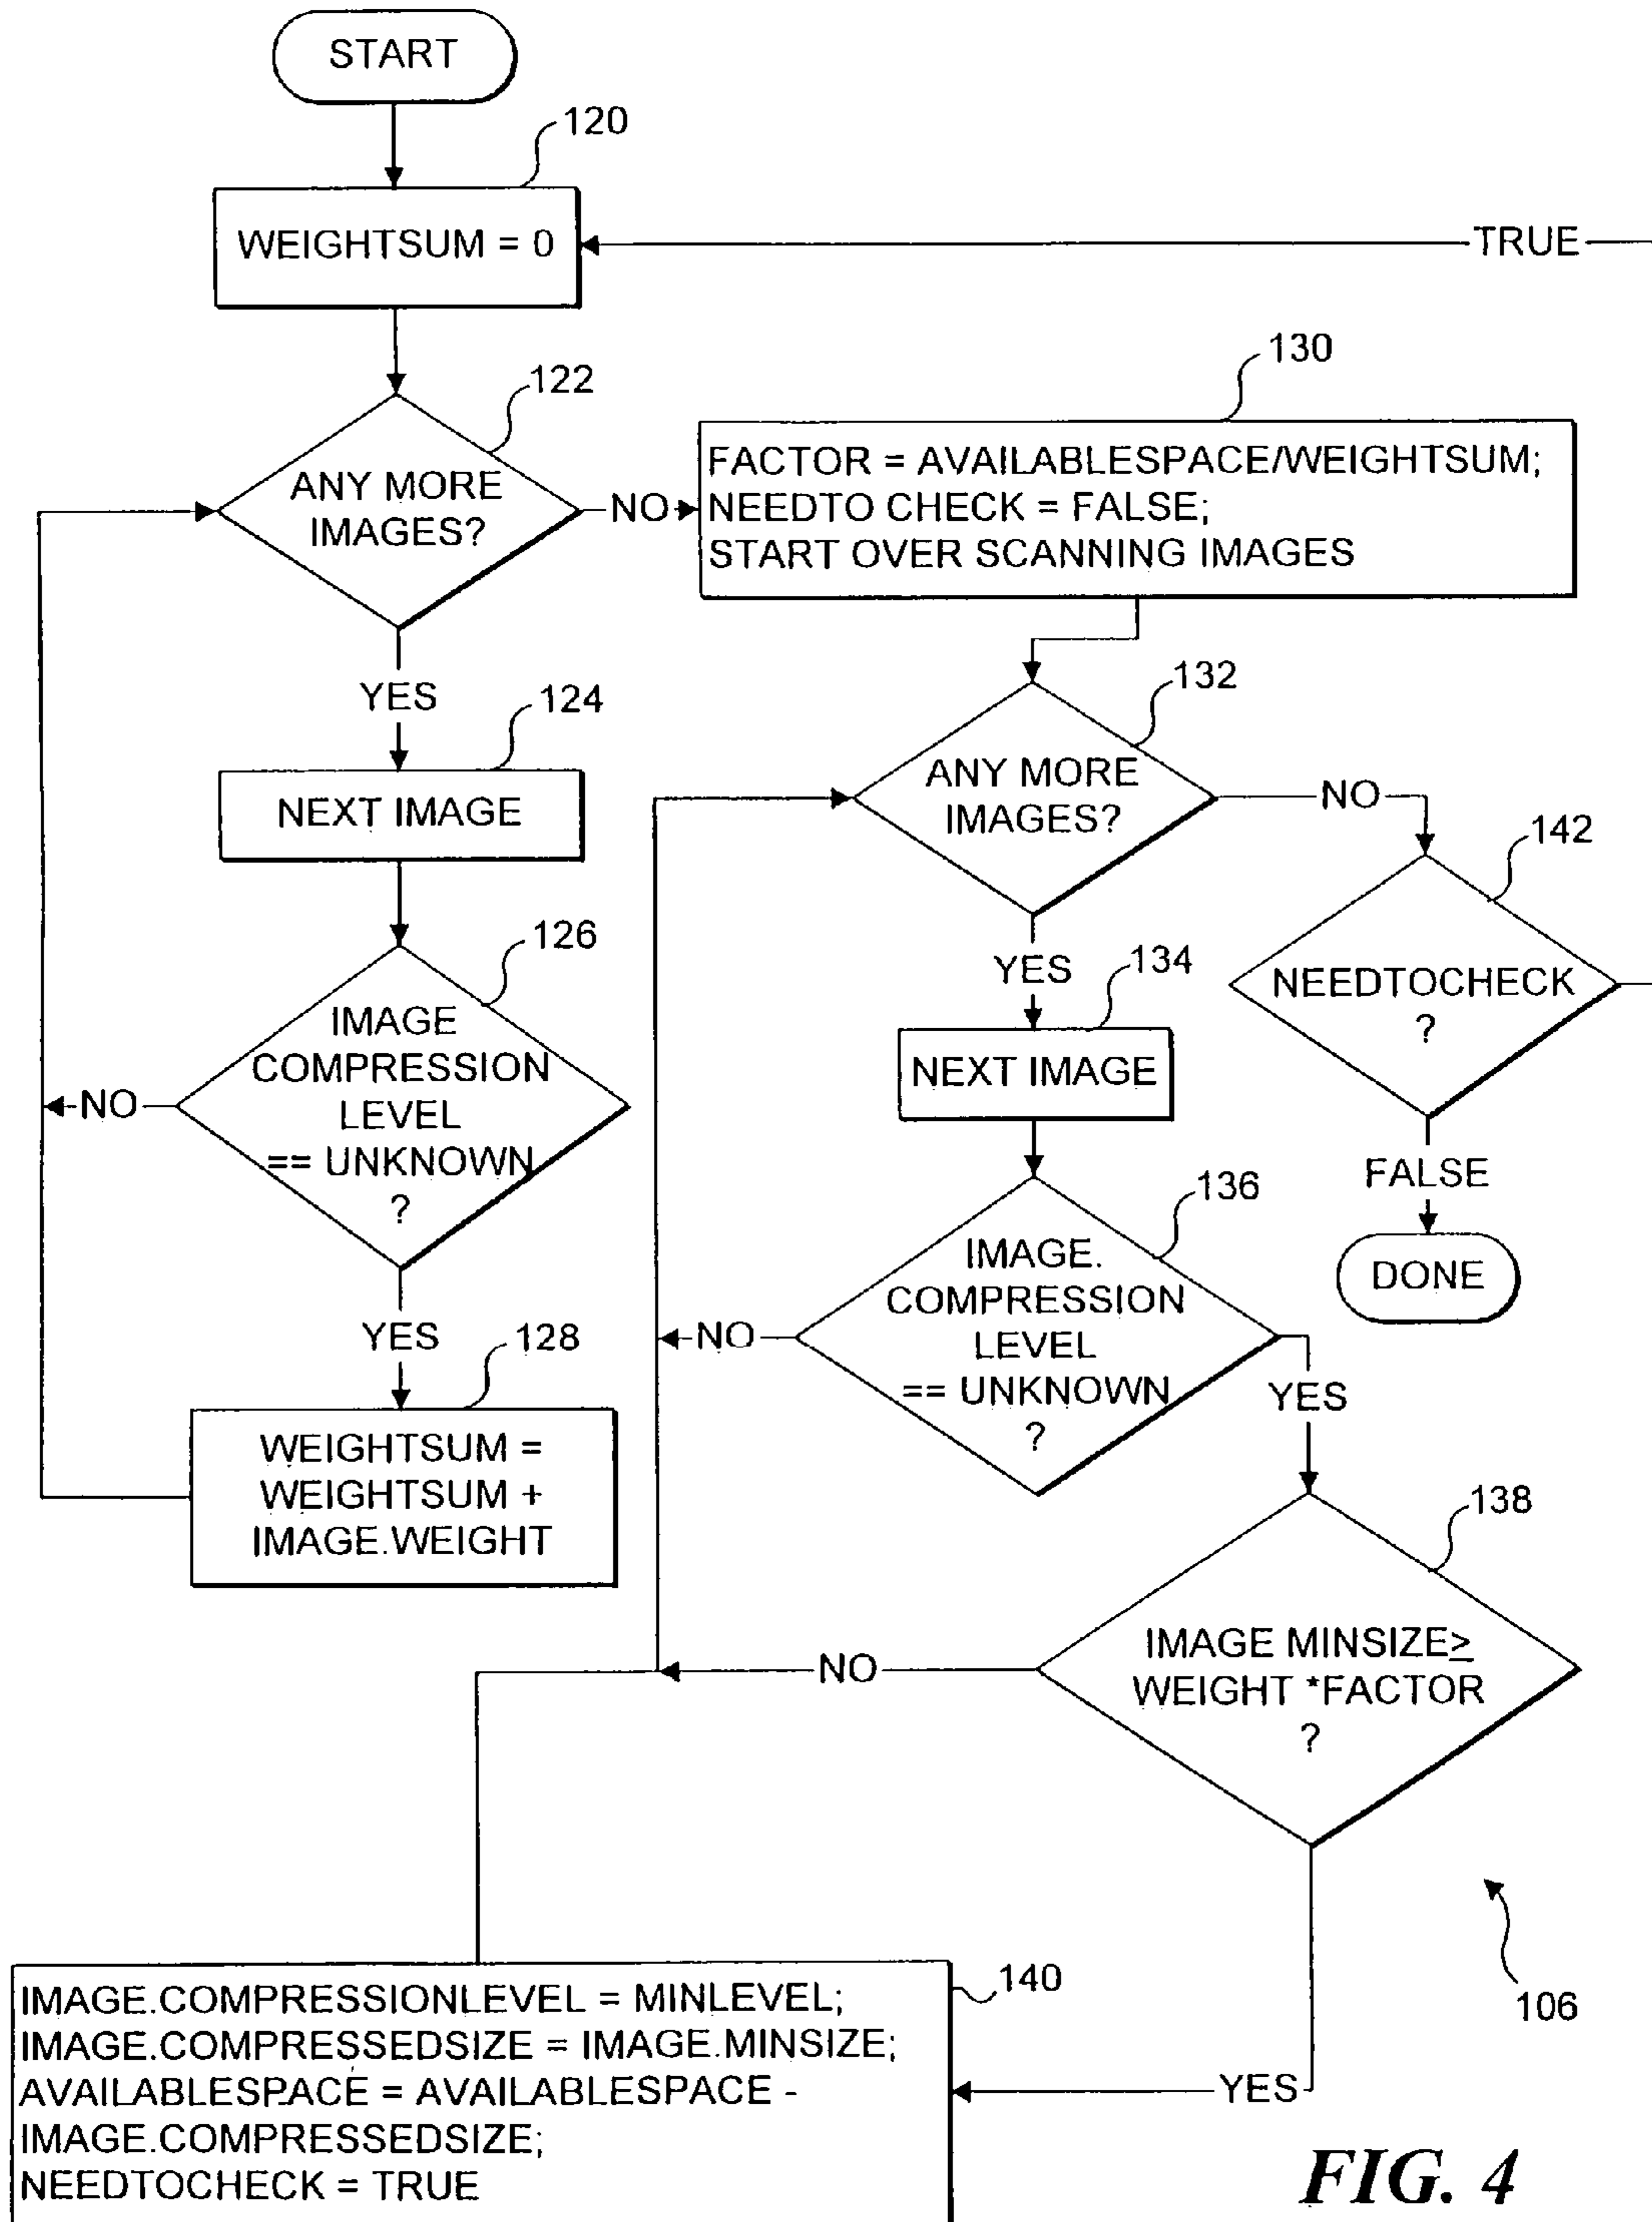 START
120
WEIGHTSUM = 0
TRUE
122
ANY MORE
IMAGES?
NO
130
FACTOR = AVAILABLESPACE/WEIGHTSUM;
NEEDTO CHECK = FALSE;
START OVER SCANNING IMAGES
YES
124
NEXT IMAGE
126
IMAGE
COMPRESSION
LEVEL
== UNKNOWN
?
NO
YES
128
WEIGHTSUM =
WEIGHTSUM +
IMAGE.WEIGHT
132
ANY MORE
IMAGES?
NO
142
NEEDTOCHECK
?
FALSE
DONE
YES
134
NEXT IMAGE
136
IMAGE.
COMPRESSION
LEVEL
== UNKNOWN
?
NO
YES
138
IMAGE MINSIZE≥
WEIGHT *FACTOR
?
NO
YES
140
IMAGE.COMPRESSIONLEVEL = MINLEVEL;
IMAGE.COMPRESSEDSIZE = IMAGE.MINSIZE;
AVAILABLESPACE = AVAILABLESPACE -
IMAGE.COMPRESSEDSIZE;
NEEDTOCHECK = TRUE
106
FIG. 4